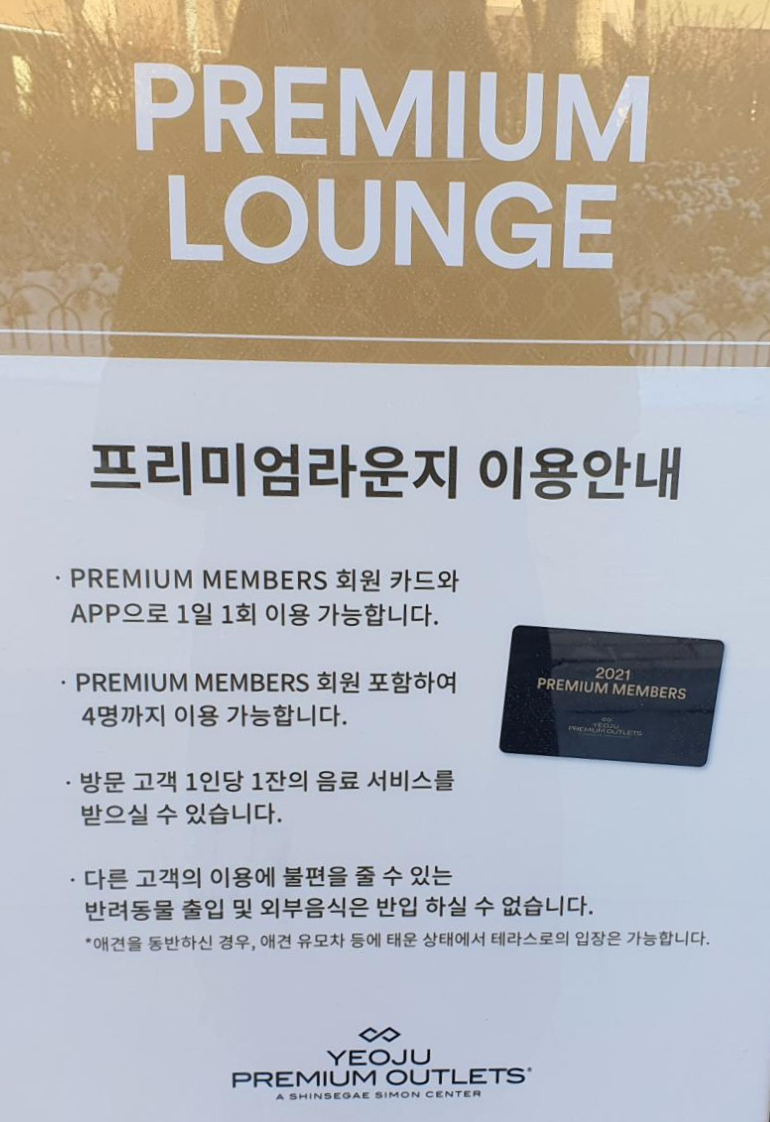 PREMIUM
LOUNGE
프리미엄라운지 이용안내
· PREMIUM MEMBERS 회원 카드와
APP으로 1일 1회 이용 가능합니다.
· PREMIUM MEMBERS 회원 포함하여
4명까지 이용 가능합니다.
2021
PREMIUM MEMBERS
YEOJU
PREMIUM OUTLETS
· 방문 고객 1인당 1잔의 음료 서비스를
받으실 수 있습니다.
· 다른 고객의 이용에 불편을 줄 수 있는
반려동물 출입 및 외부음식은 반입 하실 수 없습니다.
*애견을 동반하신 경우, 애견 유모차 등에 태운 상태에서 테라스로의 입장은 가능합니다.
YEOJU
PREMIUM OUTLETS®
A SHINSEGAE SIMON CENTER